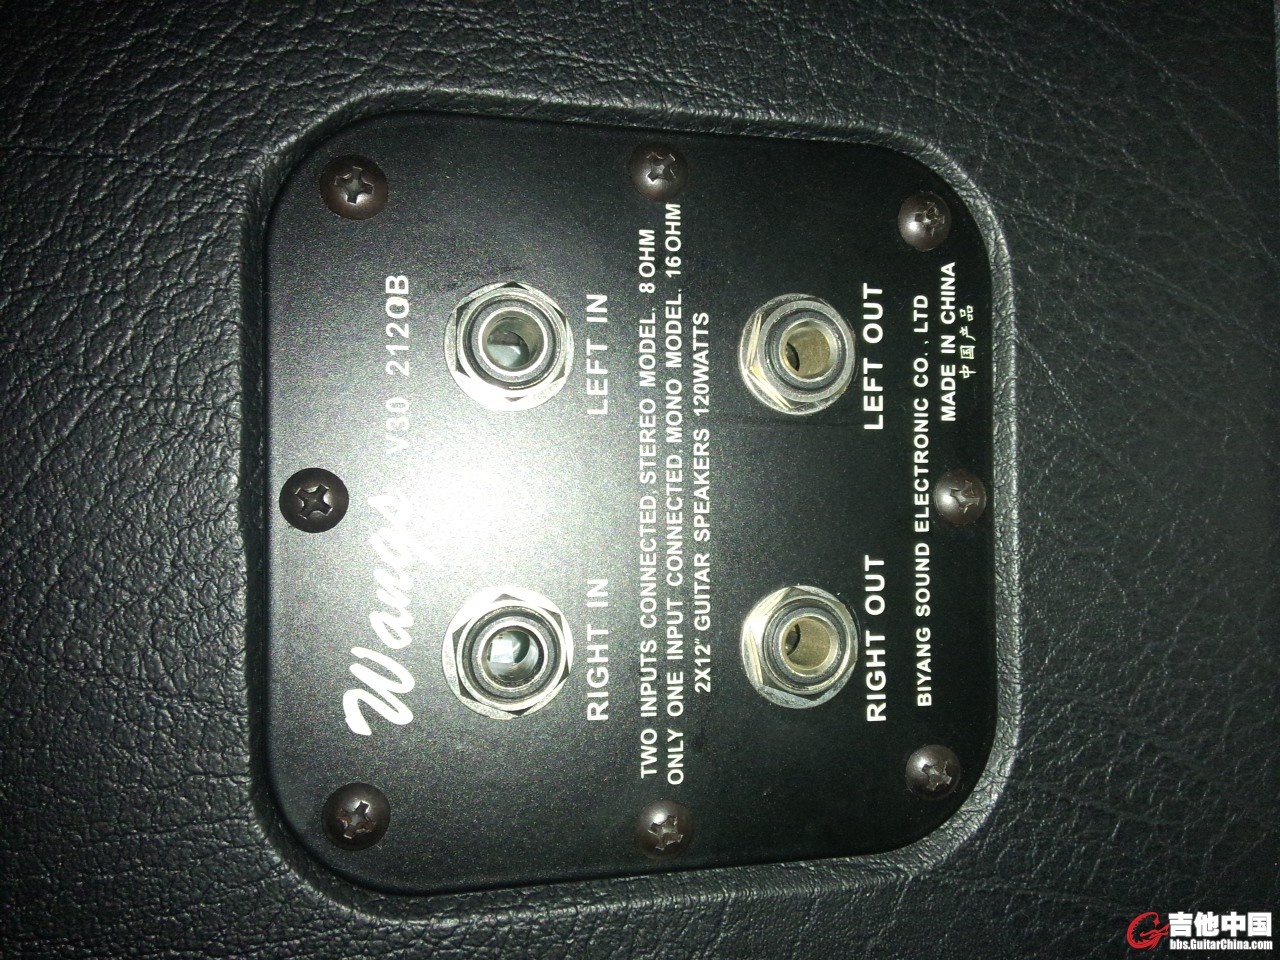 Wangs V30 212OB
RIGHT IN LEFT IN
TWO INPUTS CONNECTED, STEREO MODEL. 8 OHM
ONLY ONE INPUT CONNECTED, MONO MODEL. 16 OHM
2X12" GUITAR SPEAKERS 120WATTS
RIGHT OUT LEFT OUT
BIYANG SOUND ELECTRONIC CO., LTD
MADE IN CHINA
中国产品
吉他中国
bbs.GuitarChina.com